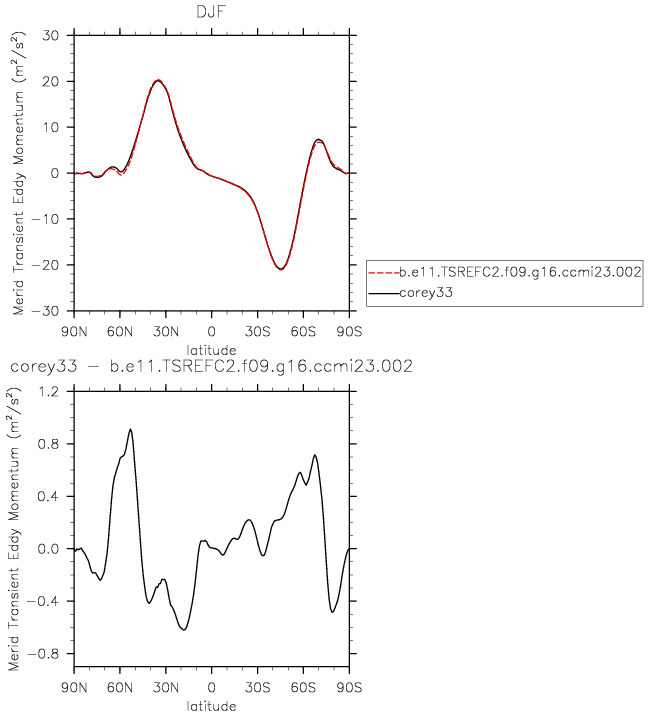 DJF
Merid Transient Eddy Momentum (m²/s²)
30
20
10
0
−10
−20
−30
90N 60N 30N 0 30S 60S 90S
latitude
b.e11.TSREFC2.f09.g16.ccmi23.002
corey33
corey33 − b.e11.TSREFC2.f09.g16.ccmi23.002
Merid Transient Eddy Momentum (m²/s²)
1.2
0.8
0.4
0.0
−0.4
−0.8
90N 60N 30N 0 30S 60S 90S
latitude